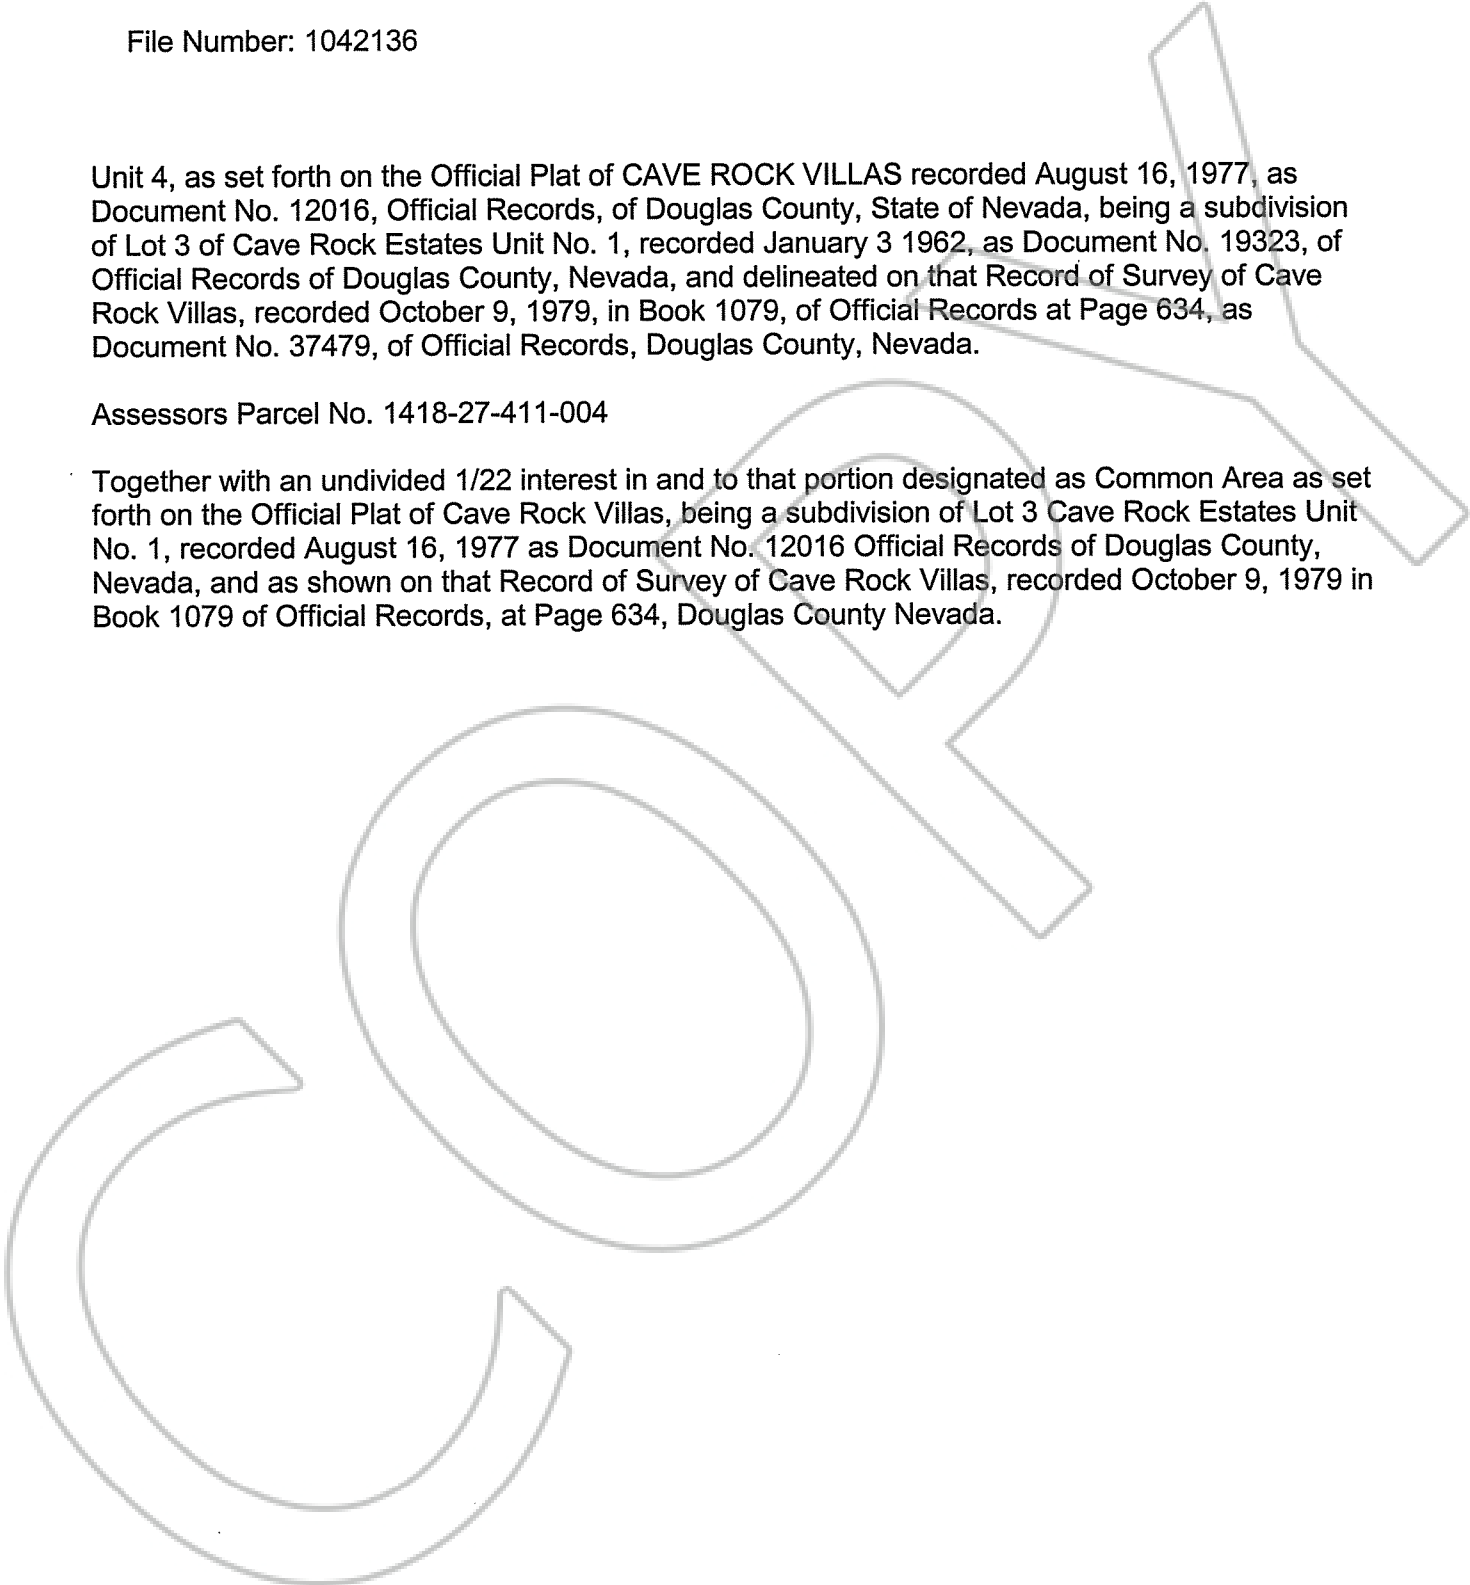 File Number: 1042136
Unit 4, as set forth on the Official Plat of CAVE ROCK VILLAS recorded August 16, 1977, as
Document No. 12016, Official Records, of Douglas County, State of Nevada, being a subdivision
of Lot 3 of Cave Rock Estates Unit No. 1, recorded January 3 1962, as Document No. 19323, of
Official Records of Douglas County, Nevada, and delineated on that Record of Survey of Cave
Rock Villas, recorded October 9, 1979, in Book 1079, of Official Records at Page 634, as
Document No. 37479, of Official Records, Douglas County, Nevada.
Assessors Parcel No. 1418-27-411-004
Together with an undivided 1/22 interest in and to that portion designated as Common Area as set
forth on the Official Plat of Cave Rock Villas, being a subdivision of Lot 3 Cave Rock Estates Unit
No. 1, recorded August 16, 1977 as Document No. 12016 Official Records of Douglas County,
Nevada, and as shown on that Record of Survey of Cave Rock Villas, recorded October 9, 1979 in
Book 1079 of Official Records, at Page 634, Douglas County Nevada.
COPY